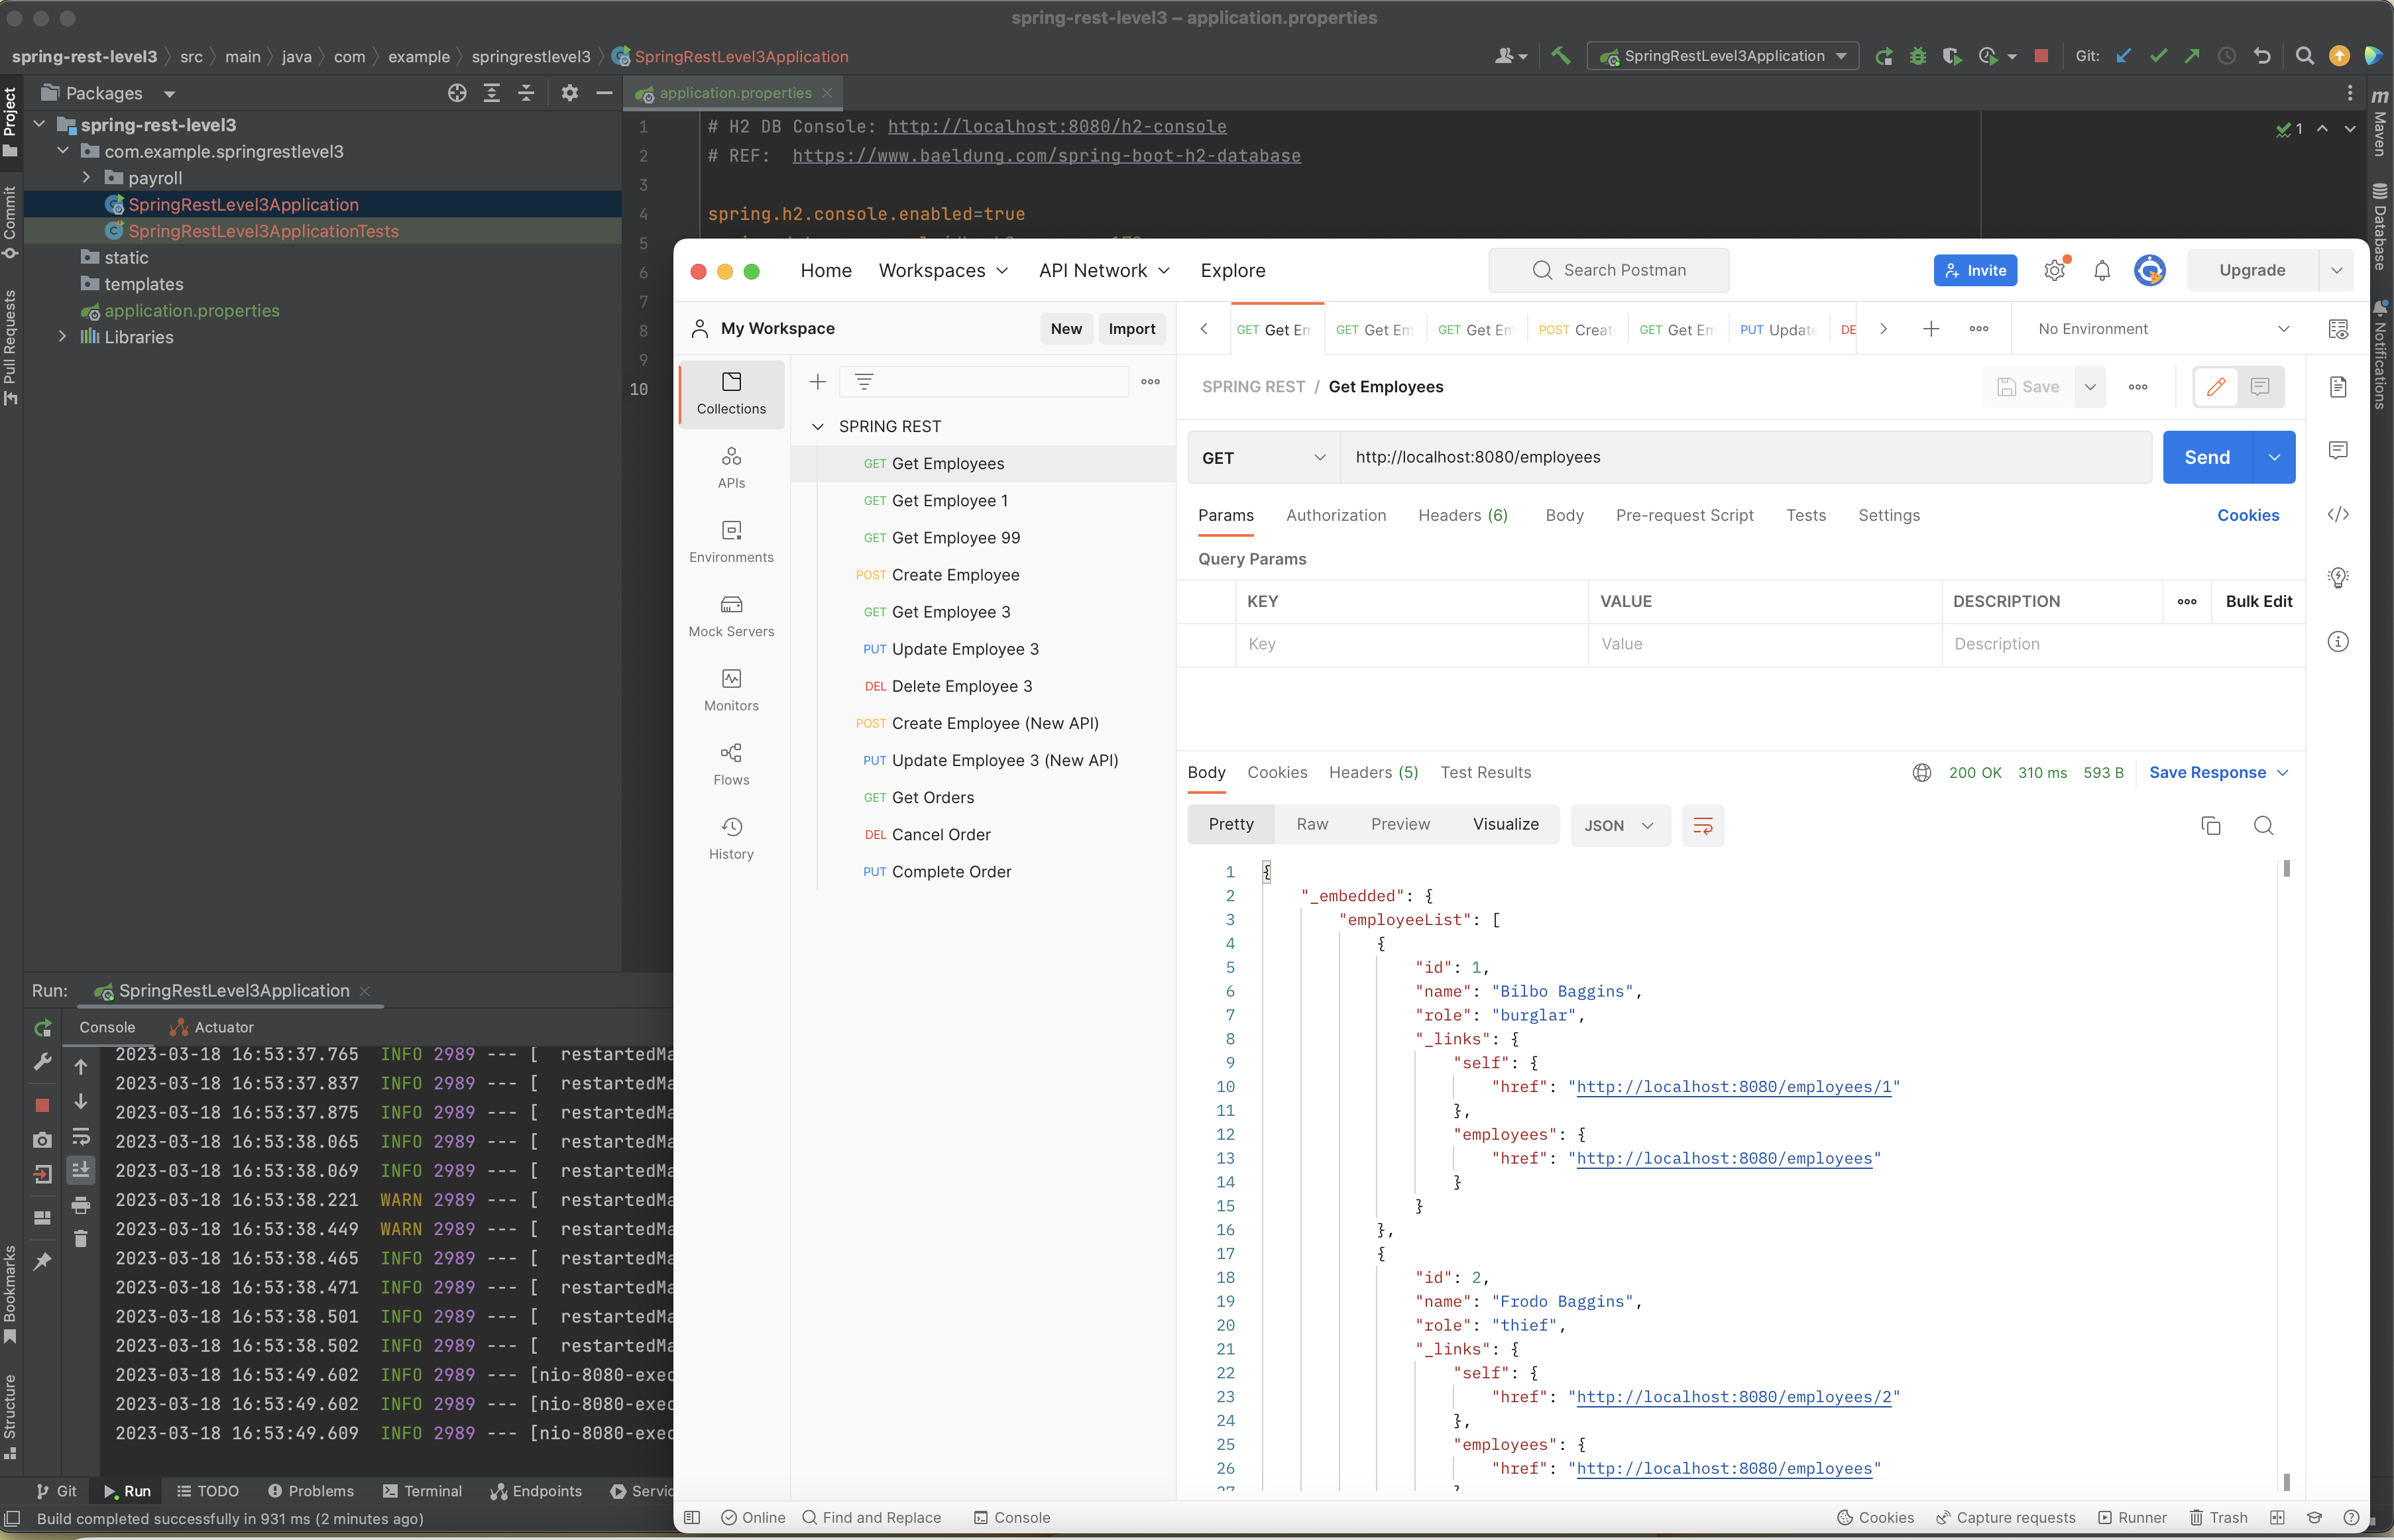 spring-rest-level3 – application.properties
spring-rest-level3 src main java com example springrestlevel3 SpringRestLevel3Application
SpringRestLevel3Application
Git:
Project
Commit
Pull Requests
Bookmarks
Structure
Packages
spring-rest-level3
com.example.springrestlevel3
payroll
SpringRestLevel3Application
SpringRestLevel3ApplicationTests
static
templates
application.properties
Libraries
application.properties
1 # H2 DB Console: http://localhost:8080/h2-console
2 # REF:  https://www.baeldung.com/spring-boot-h2-database
3
4 spring.h2.console.enabled=true
5
6
7
8
9
10
1
m
Maven
Database
Notifications
Home Workspaces API Network Explore
Search Postman
Invite
Upgrade
My Workspace
New Import
GET Get Em
GET Get Em
GET Get Em
POST Creat
GET Get Em
PUT Updat
DE
No Environment
Collections
APIs
Environments
Mock Servers
Monitors
Flows
History
SPRING REST
GET Get Employees
GET Get Employee 1
GET Get Employee 99
POST Create Employee
GET Get Employee 3
PUT Update Employee 3
DEL Delete Employee 3
POST Create Employee (New API)
PUT Update Employee 3 (New API)
GET Get Orders
DEL Cancel Order
PUT Complete Order
SPRING REST / Get Employees
Save
GET http://localhost:8080/employees
Send
Params Authorization Headers (6) Body Pre-request Script Tests Settings Cookies
Query Params
KEY VALUE DESCRIPTION Bulk Edit
Key Value Description
Body Cookies Headers (5) Test Results
200 OK 310 ms 593 B Save Response
Pretty Raw Preview Visualize JSON
1 {
2 "_embedded": {
3 "employeeList": [
4 {
5 "id": 1,
6 "name": "Bilbo Baggins",
7 "role": "burglar",
8 "_links": {
9 "self": {
10 "href": "http://localhost:8080/employees/1"
11 },
12 "employees": {
13 "href": "http://localhost:8080/employees"
14 }
15 }
16 },
17 {
18 "id": 2,
19 "name": "Frodo Baggins",
20 "role": "thief",
21 "_links": {
22 "self": {
23 "href": "http://localhost:8080/employees/2"
24 },
25 "employees": {
26 "href": "http://localhost:8080/employees"
Run: SpringRestLevel3Application
Console Actuator
2023-03-18 16:53:37.765  INFO 2989 --- [  restartedMa
2023-03-18 16:53:37.837  INFO 2989 --- [  restartedMa
2023-03-18 16:53:37.875  INFO 2989 --- [  restartedMa
2023-03-18 16:53:38.065  INFO 2989 --- [  restartedMa
2023-03-18 16:53:38.069  INFO 2989 --- [  restartedMa
2023-03-18 16:53:38.221  WARN 2989 --- [  restartedMa
2023-03-18 16:53:38.449  WARN 2989 --- [  restartedMa
2023-03-18 16:53:38.465  INFO 2989 --- [  restartedMa
2023-03-18 16:53:38.471  INFO 2989 --- [  restartedMa
2023-03-18 16:53:38.501  INFO 2989 --- [  restartedMa
2023-03-18 16:53:38.502  INFO 2989 --- [  restartedMa
2023-03-18 16:53:49.602  INFO 2989 --- [nio-8080-exec
2023-03-18 16:53:49.602  INFO 2989 --- [nio-8080-exec
2023-03-18 16:53:49.609  INFO 2989 --- [nio-8080-exec
Git Run TODO Problems Terminal Endpoints Servic
Build completed successfully in 931 ms (2 minutes ago)
Online Find and Replace Console
Cookies Capture requests Runner Trash